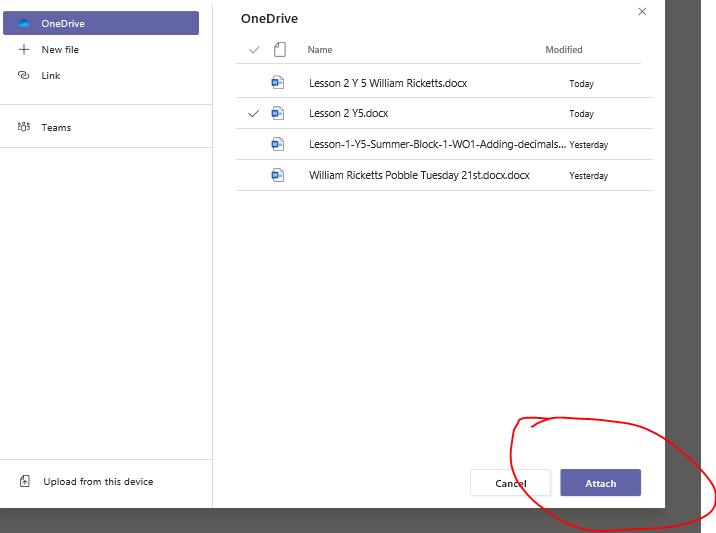 OneDrive
New file
Link
Teams
Upload from this device
OneDrive
Name Modified
Lesson 2 Y 5 William Ricketts.docx Today
Lesson 2 Y5.docx Today
Lesson-1-Y5-Summer-Block-1-WO1-Adding-decimals... Yesterday
William Ricketts Pobble Tuesday 21st.docx.docx Yesterday
Cancel Attach